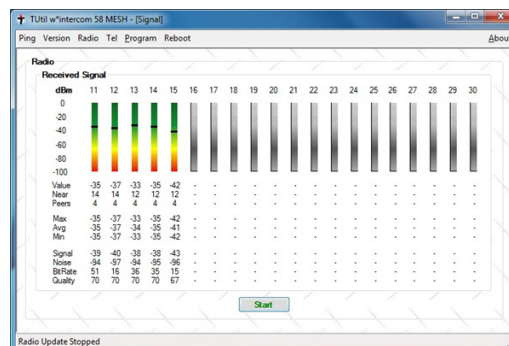 TUtil w*intercom 58 MESH - [Signal]
Ping Version Radio Tel Program Reboot About
Radio
Received Signal
dBm 11 12 13 14 15 16 17 18 19 20 21 22 23 24 25 26 27 28 29 30
0
-20
-40
-60
-80
-100
Value -35 -37 -33 -35 -42 - - - - - - - - - - - - - - -
Near 14 14 12 12 12 - - - - - - - - - - - - - - -
Peers 4 4 4 4 4 - - - - - - - - - - - - - - -
Max -35 -37 -33 -35 -42 - - - - - - - - - - - - - - -
Avg -35 -37 -34 -35 -41 - - - - - - - - - - - - - - -
Min -35 -37 -35 -35 -42 - - - - - - - - - - - - - - -
Signal -39 -40 -38 -38 -43 - - - - - - - - - - - - - - -
Noise -94 -97 -94 -95 -96 - - - - - - - - - - - - - - -
BitRate 51 16 36 35 15 - - - - - - - - - - - - - - -
Quality 70 70 70 70 67 - - - - - - - - - - - - - - -
Start
Radio Update Stopped